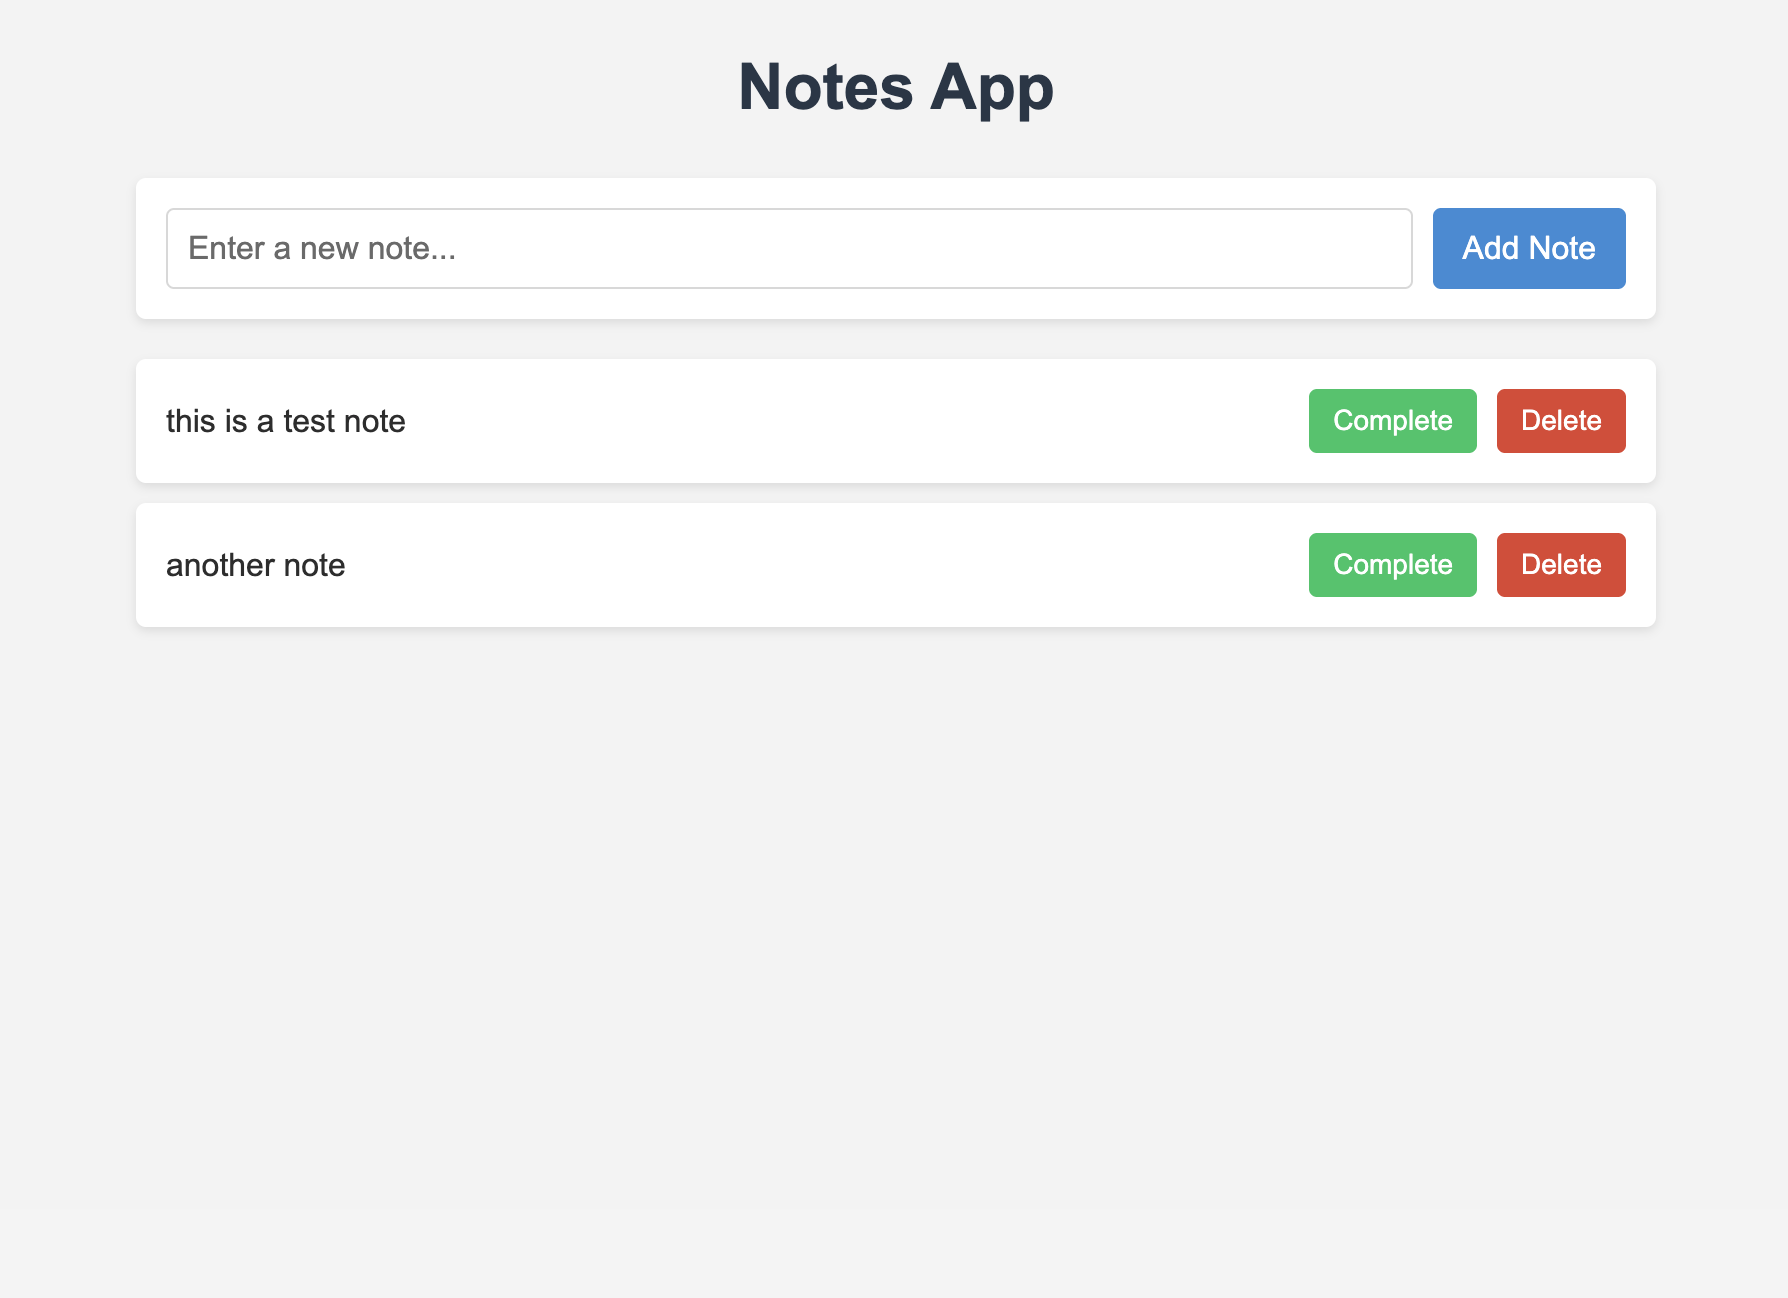 Notes App
Enter a new note...
Add Note
this is a test note
Complete
Delete
another note
Complete
Delete